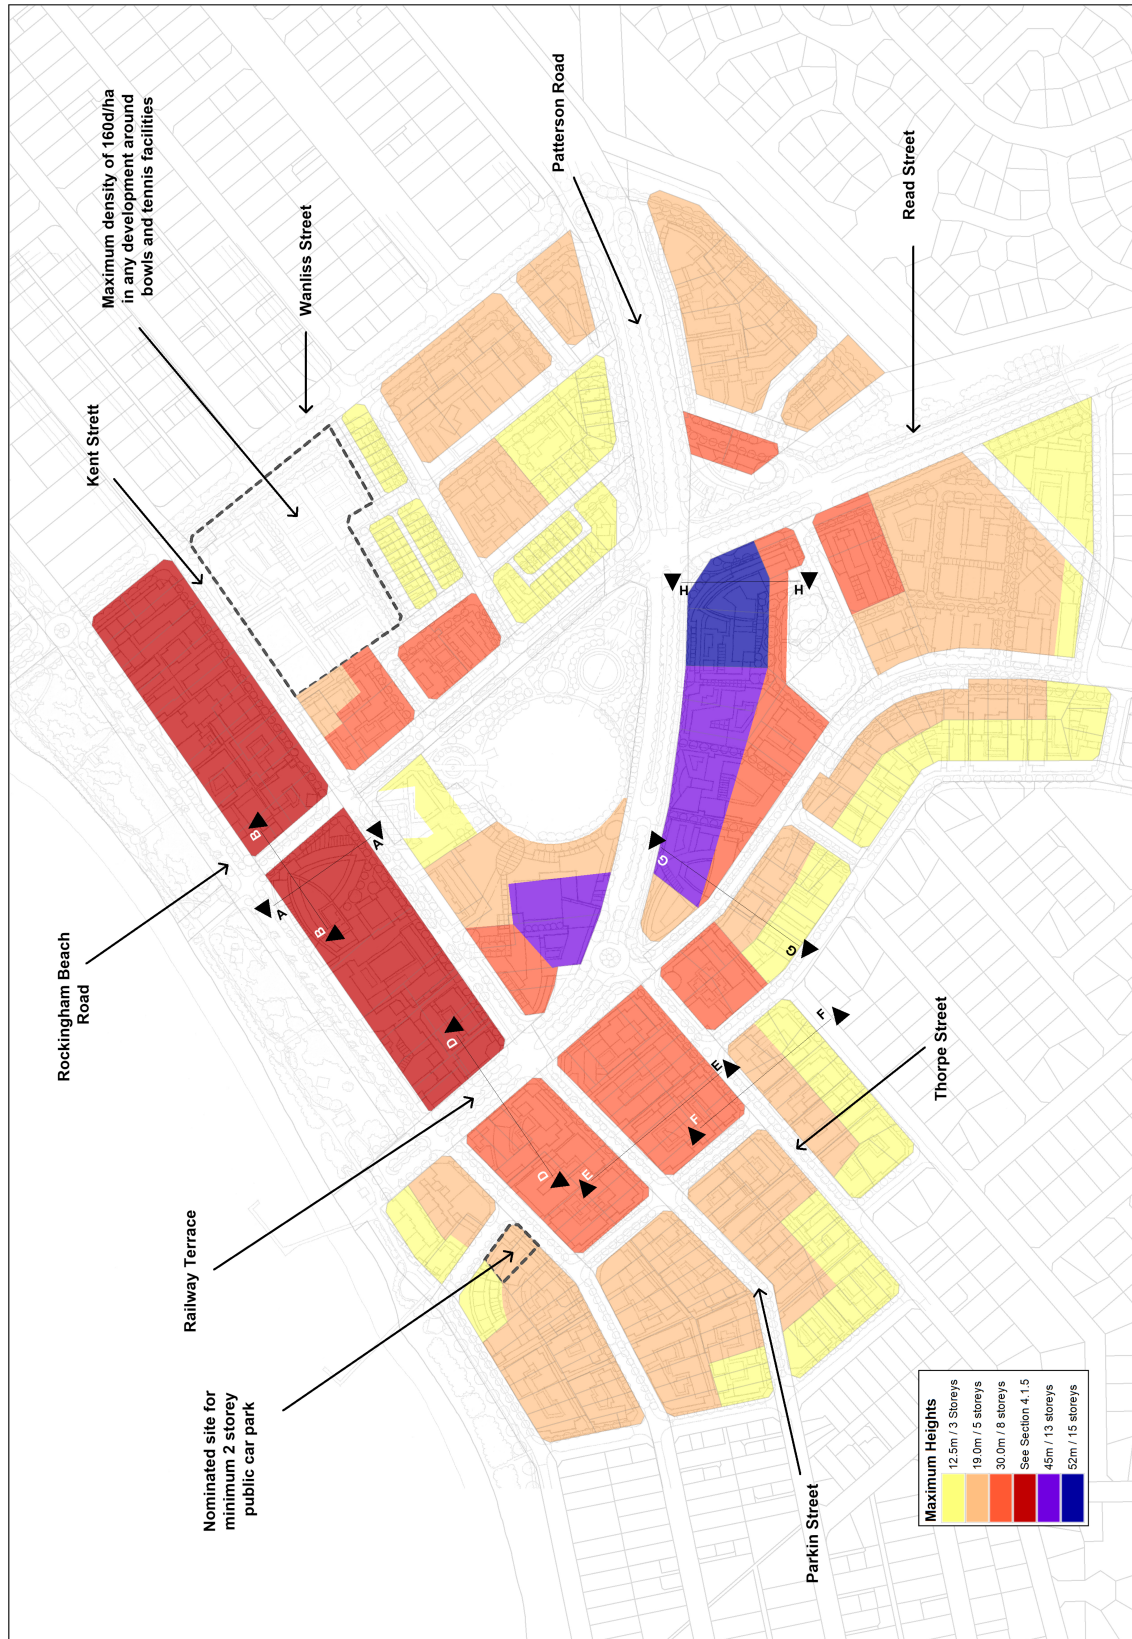 Maximum density of 160d/ha
in any development around
bowls and tennis facilities
Patterson Road
Read Street
Wanliss Street
Kent Strett
Rockingham Beach
Road
Railway Terrace
Nominated site for
minimum 2 storey
public car park
Thorpe Street
Parkin Street
H
H
B
A
A
B
G
G
D
F
E
F
D
E
Maximum Heights
12.5m / 3 Storeys
19.0m / 5 storeys
30.0m / 8 storeys
See Section 4.1.5
45m / 13 storeys
52m / 15 storeys